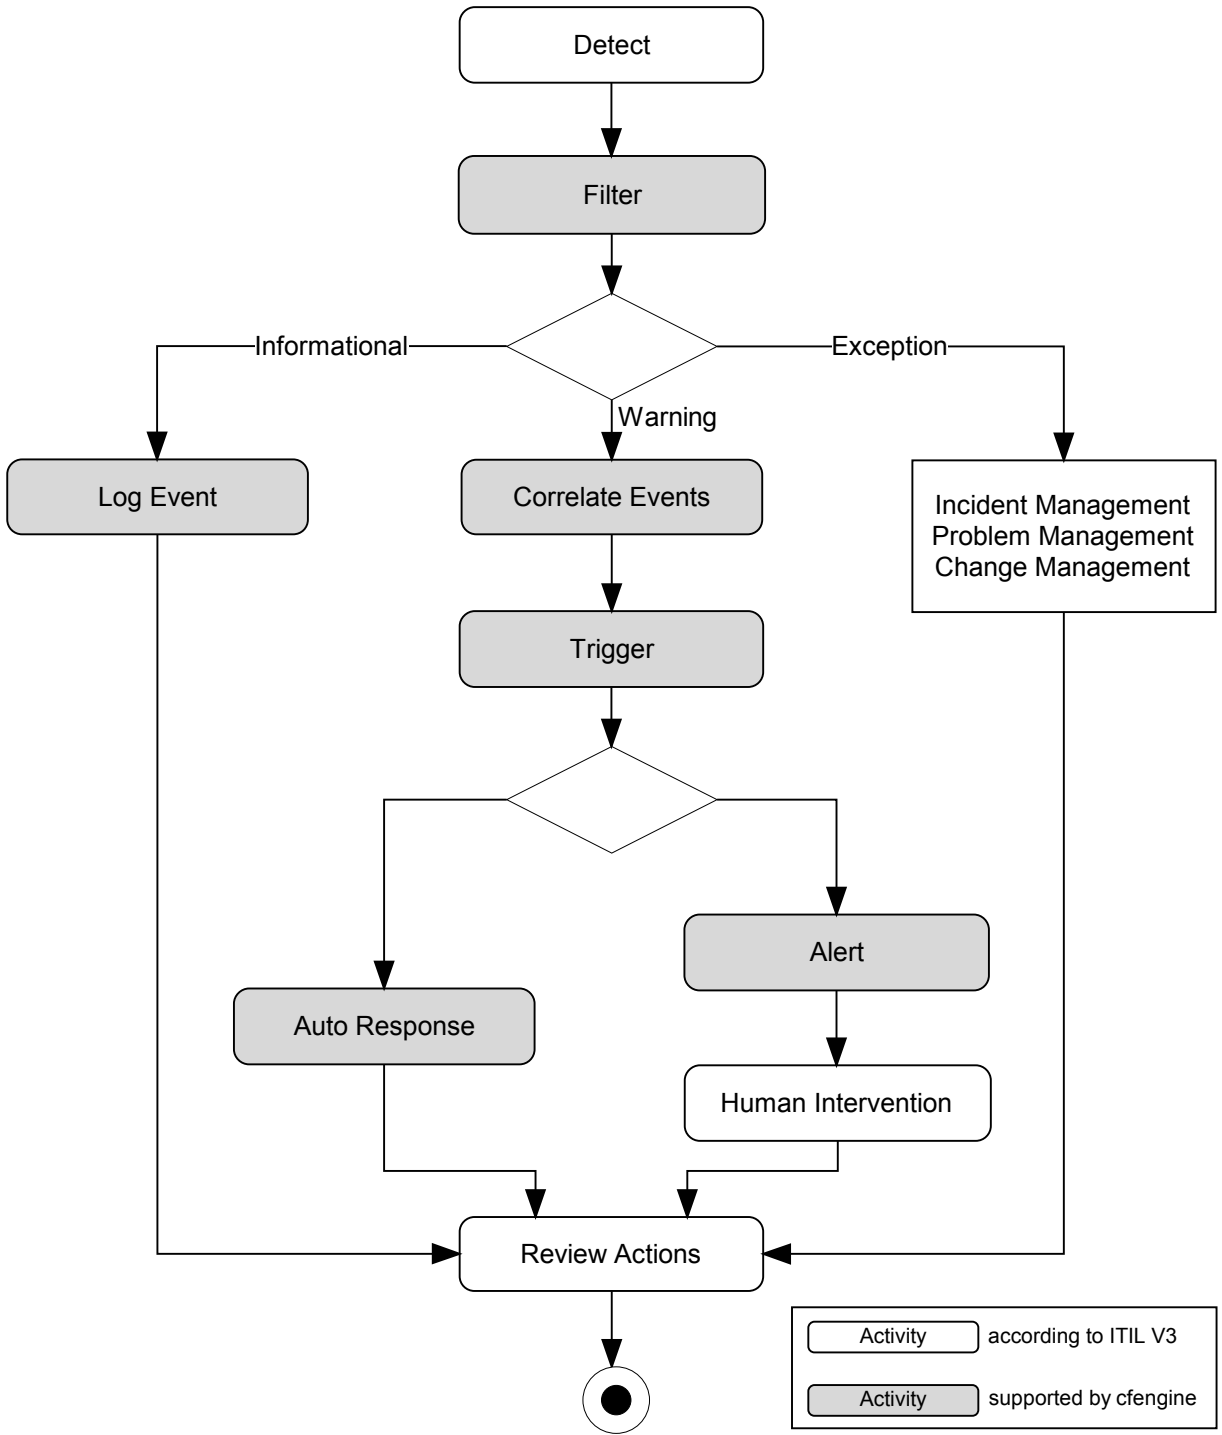 Detect
Filter
Informational
Exception
Warning
Log Event
Correlate Events
Incident Management
Problem Management
Change Management
Trigger
Alert
Auto Response
Human Intervention
Review Actions
Activity according to ITIL V3
Activity supported by cfengine